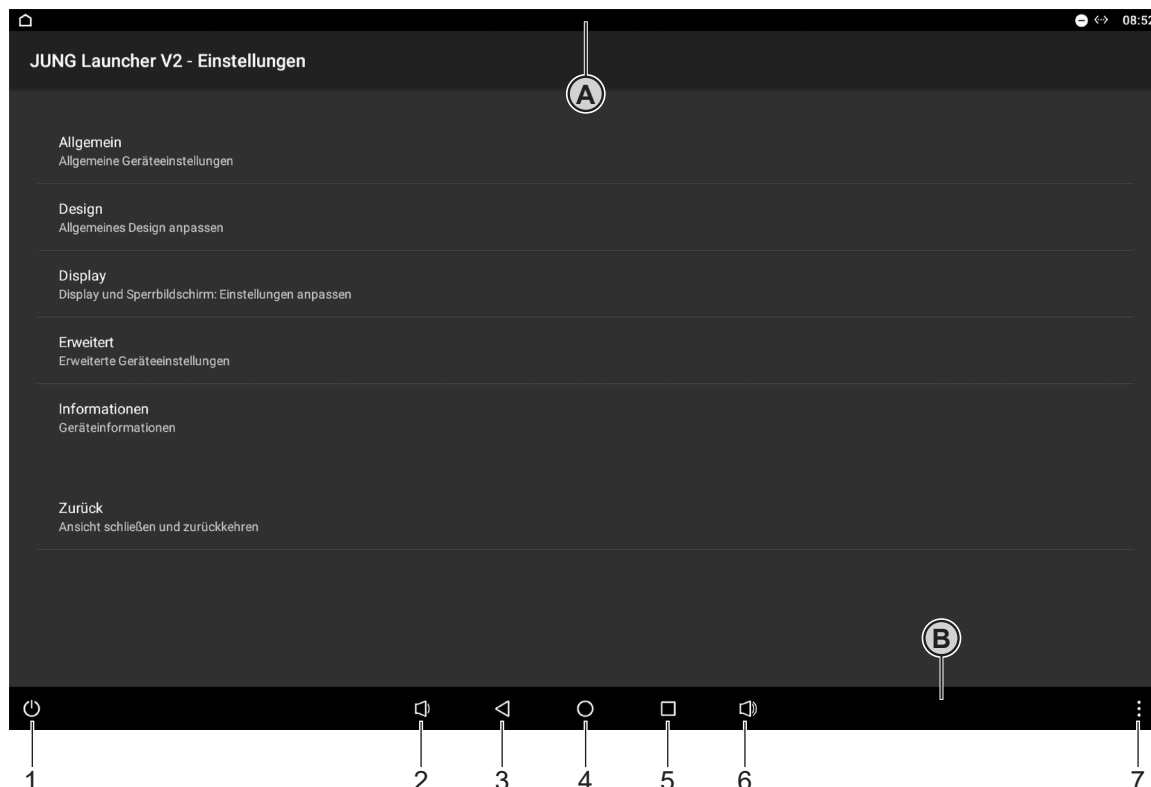 08:52
JUNG Launcher V2 - Einstellungen
A
Allgemein
Allgemeine Geräteeinstellungen
Design
Allgemeines Design anpassen
Display
Display und Sperrbildschirm: Einstellungen anpassen
Erweitert
Erweiterte Geräteeinstellungen
Informationen
Geräteinformationen
Zurück
Ansicht schließen und zurückkehren
B
1 2 3 4 5 6 7